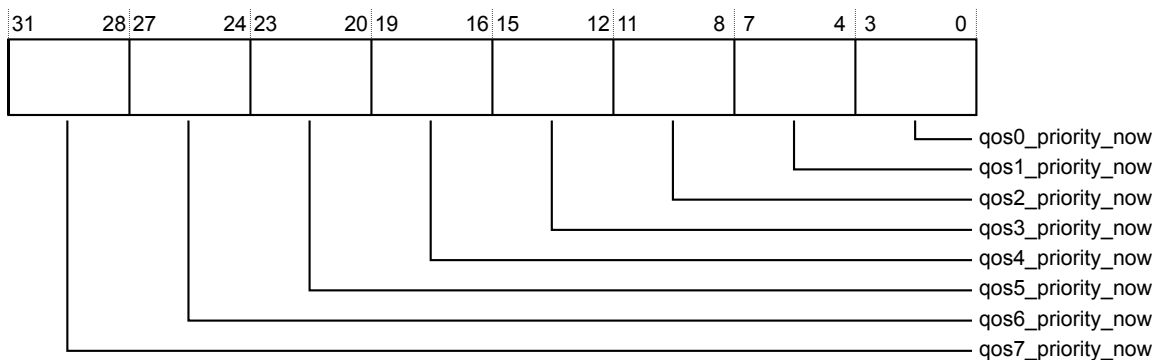 31 28 27 24 23 20 19 16 15 12 11 8 7 4 3 0
qos0_priority_now
qos1_priority_now
qos2_priority_now
qos3_priority_now
qos4_priority_now
qos5_priority_now
qos6_priority_now
qos7_priority_now